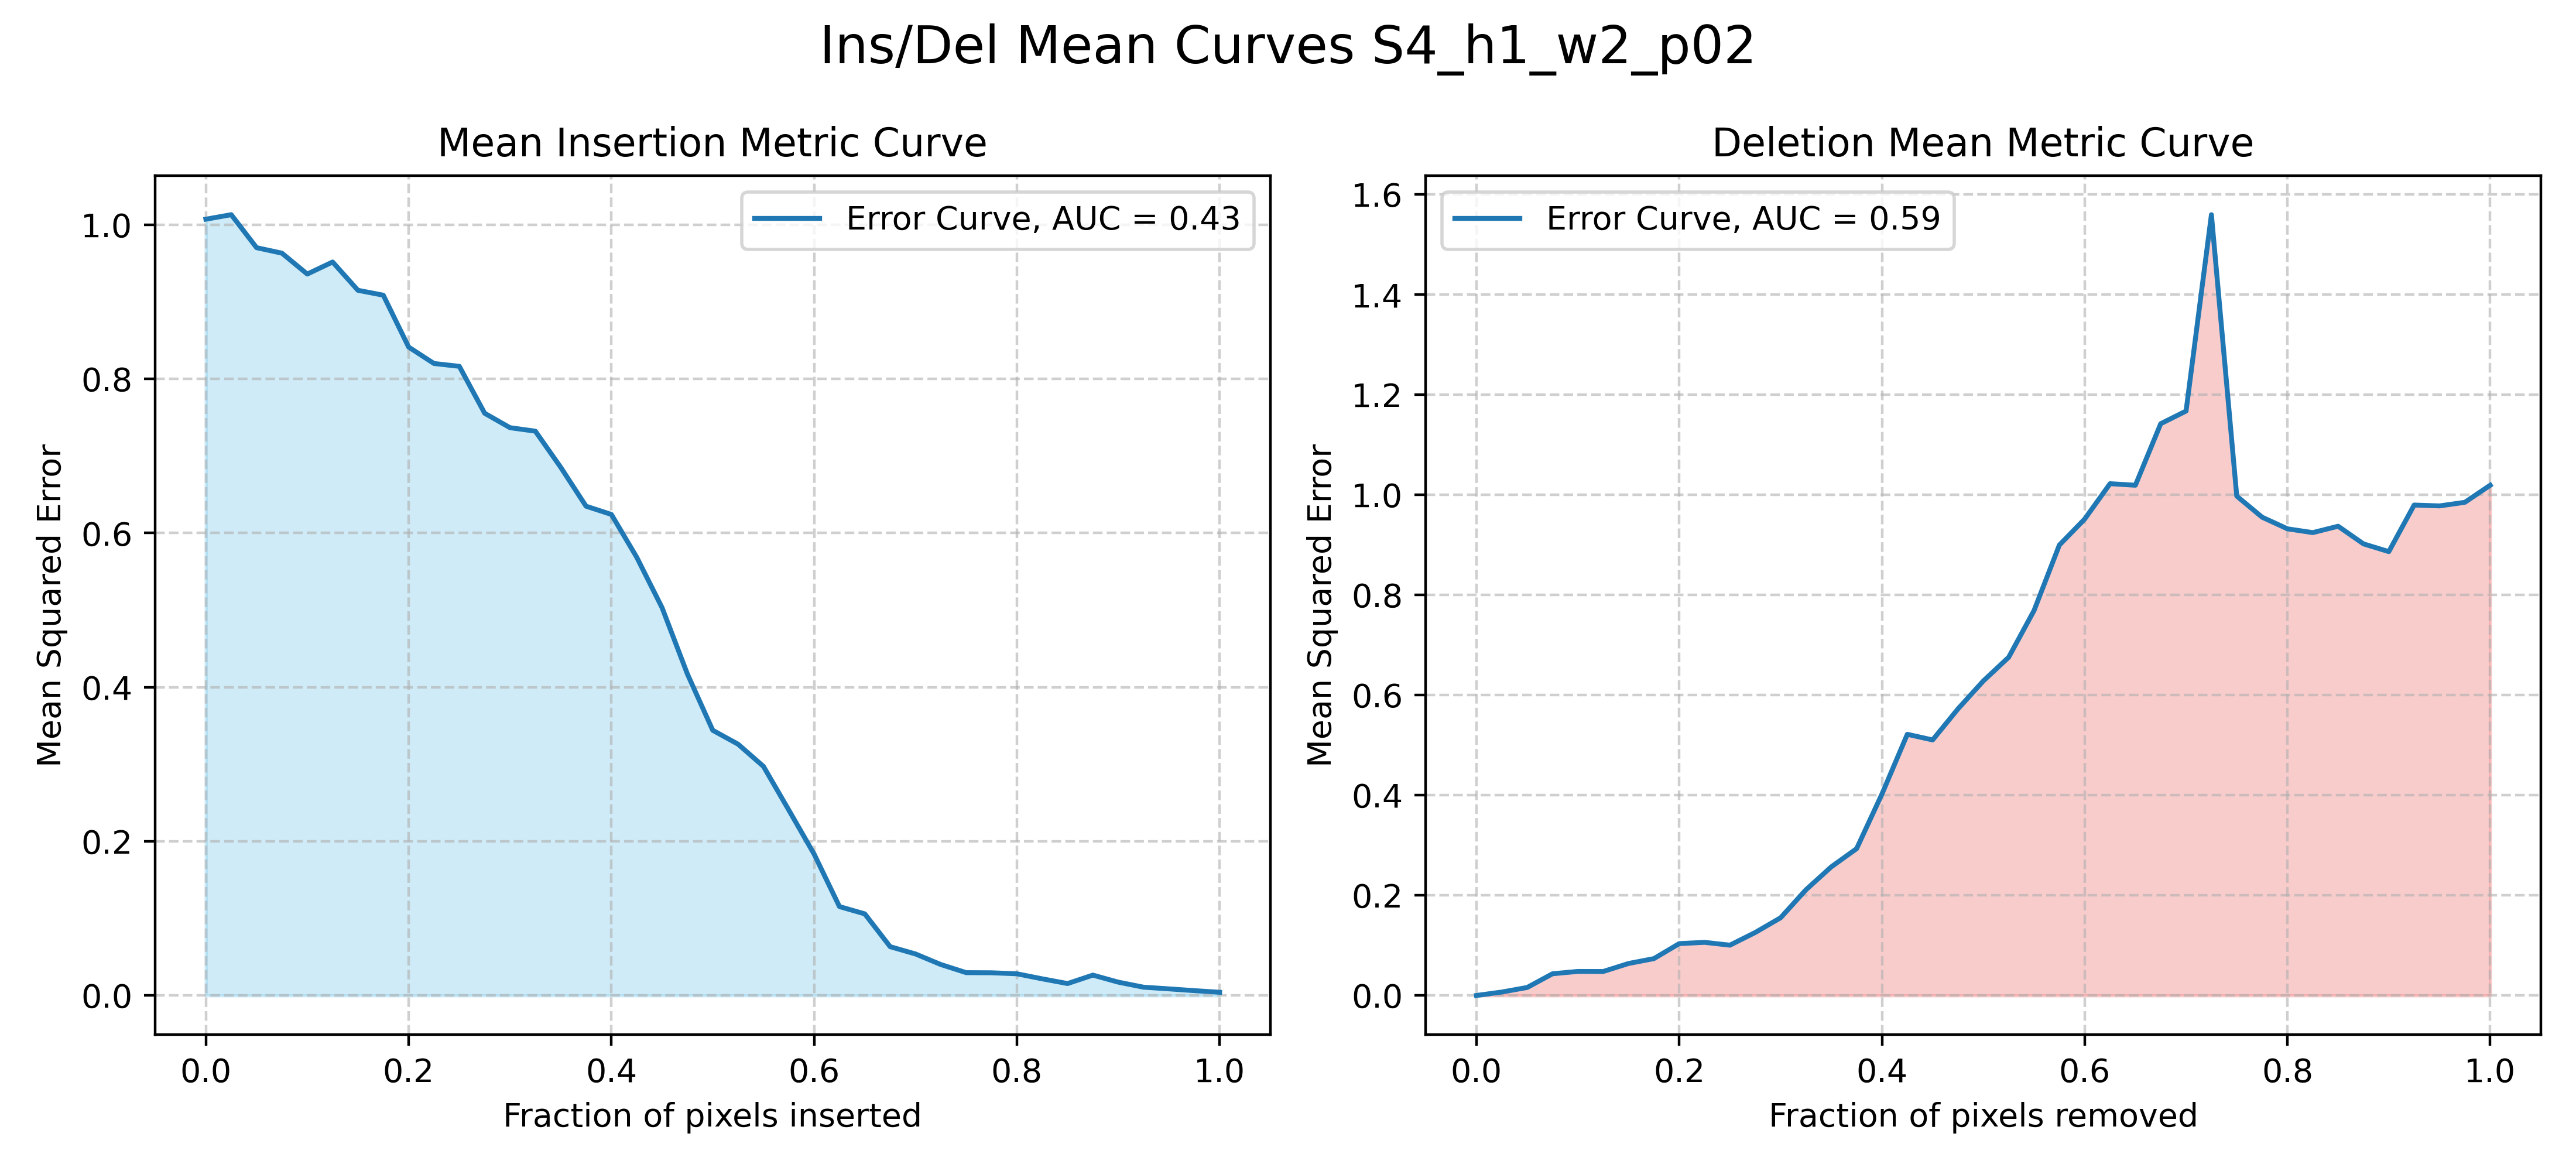 Ins/Del Mean Curves S4_h1_w2_p02
Mean Insertion Metric Curve
Error Curve, AUC = 0.43
Mean Squared Error
1.0
0.8
0.6
0.4
0.2
0.0
0.0 0.2 0.4 0.6 0.8 1.0
Fraction of pixels inserted
Deletion Mean Metric Curve
Error Curve, AUC = 0.59
Mean Squared Error
1.6
1.4
1.2
1.0
0.8
0.6
0.4
0.2
0.0
0.0 0.2 0.4 0.6 0.8 1.0
Fraction of pixels removed